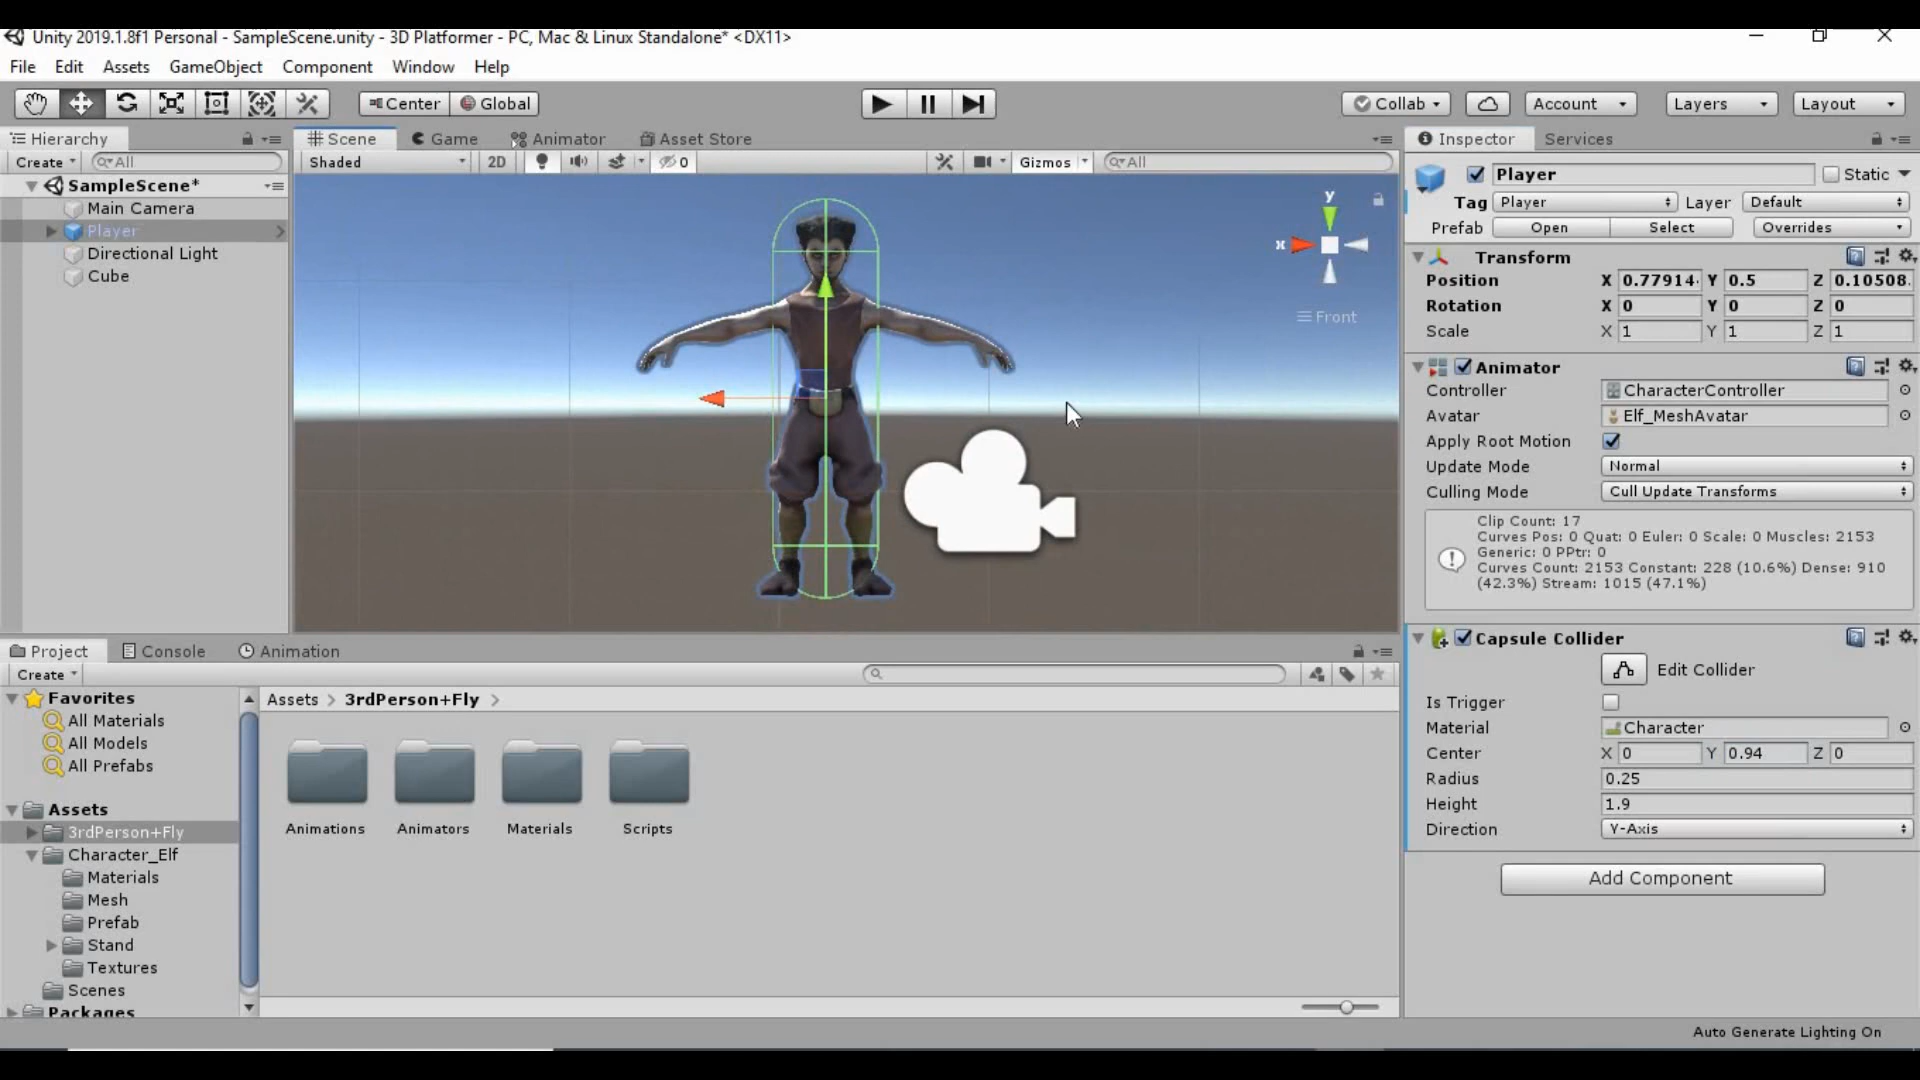 Unity 2019.1.8f1 Personal - SampleScene.unity - 3D Platformer - PC, Mac & Linux Standalone* <DX11>
File Edit Assets GameObject Component Window Help
Center Global Collab Account Layers Layout
Hierarchy
Create All
SampleScene*
Main Camera
Player
Directional Light
Cube
Scene Game Animator Asset Store
Shaded 2D 0 Gizmos All
y
x
Front
Inspector Services
Player Static
Tag Player Layer Default
Prefab Open Select Overrides
Transform
Position X 0.77914 Y 0.5 Z 0.10508
Rotation X 0 Y 0 Z 0
Scale X 1 Y 1 Z 1
Animator
Controller CharacterController
Avatar Elf_MeshAvatar
Apply Root Motion
Update Mode Normal
Culling Mode Cull Update Transforms
Clip Count: 17
Curves Pos: 0 Quat: 0 Euler: 0 Scale: 0 Muscles: 2153
Generic: 0 PPtr: 0
Curves Count: 2153 Constant: 228 (10.6%) Dense: 910
(42.3%) Stream: 1015 (47.1%)
Capsule Collider
Edit Collider
Is Trigger
Material Character
Center X 0 Y 0.94 Z 0
Radius 0.25
Height 1.9
Direction Y-Axis
Add Component
Project Console Animation
Create
Favorites
All Materials
All Models
All Prefabs
Assets
3rdPerson+Fly
Character_Elf
Materials
Mesh
Prefab
Stand
Textures
Scenes
Packages
Assets > 3rdPerson+Fly >
Animations Animators Materials Scripts
Auto Generate Lighting On